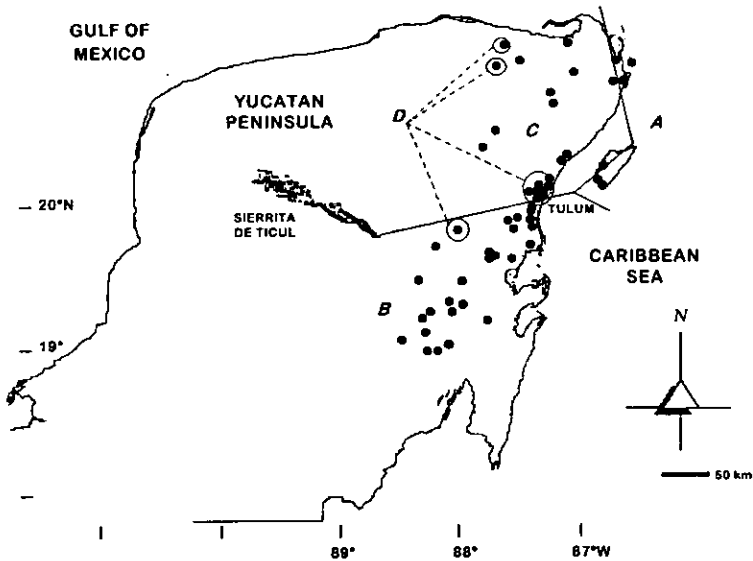 GULF OF
MEXICO
YUCATAN
PENINSULA
D
C
A
20°N
SIERRITA
DE TICUL
TULUM
CARIBBEAN
SEA
B
N
19°
50 km
89°
88°
87°W